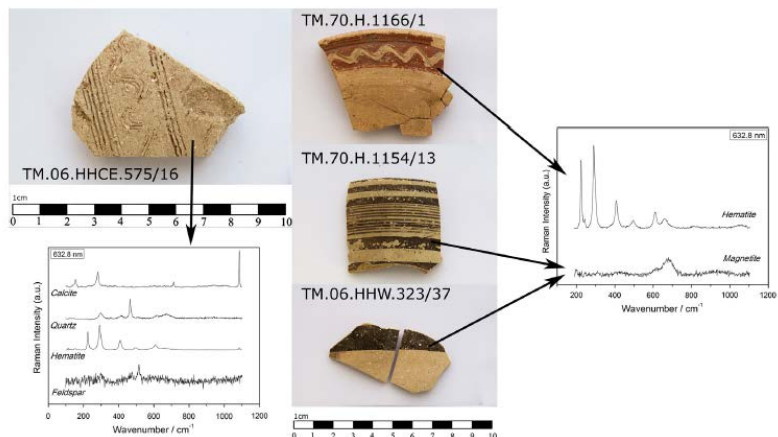 TM.06.HHCE.575/16
1cm
0 1 2 3 4 5 6 7 8 9 10
632.8 nm
Raman Intensity (a.u.)
Calcite
Quartz
Hematite
Feldspar
0 200 400 600 800 1000 1200
Wavenumber / cm⁻¹
TM.70.H.1166/1
TM.70.H.1154/13
TM.06.HHW.323/37
1cm
0 1 2 3 4 5 6 7 8 9 10
632.8 nm
Raman Intensity (a.u.)
Hematite
Magnetite
200 400 600 800 1000 1200
Wavenumber / cm⁻¹